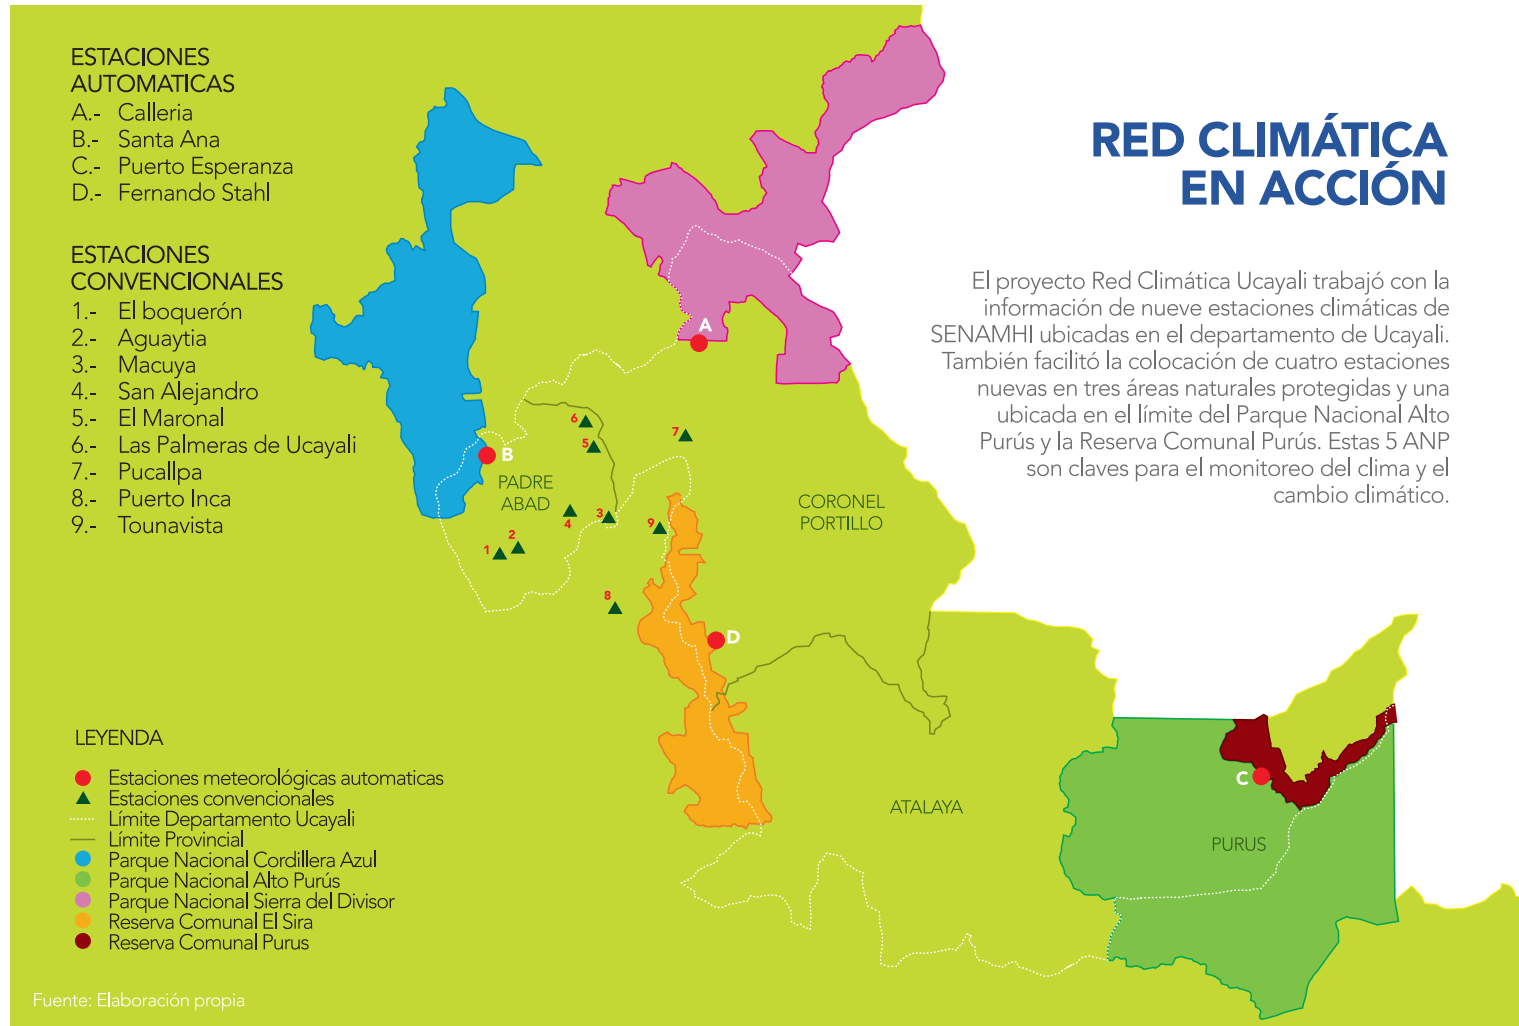 ESTACIONES
AUTOMATICAS
A.- Calleria
B.- Santa Ana
C.- Puerto Esperanza
D.- Fernando Stahl
ESTACIONES
CONVENCIONALES
1.- El boquerón
2.- Aguaytia
3.- Macuya
4.- San Alejandro
5.- El Maronal
6.- Las Palmeras de Ucayali
7.- Pucallpa
8.- Puerto Inca
9.- Tounavista
RED CLIMÁTICA
EN ACCIÓN
El proyecto Red Climática Ucayali trabajó con la
información de nueve estaciones climáticas de
SENAMHI ubicadas en el departamento de Ucayali.
También facilitó la colocación de cuatro estaciones
nuevas en tres áreas naturales protegidas y una
ubicada en el límite del Parque Nacional Alto
Purús y la Reserva Comunal Purús. Estas 5 ANP
son claves para el monitoreo del clima y el
cambio climático.
A
6
7
5
B
PADRE
ABAD
CORONEL
PORTILLO
3
4
9
2
1
8
D
C
ATALAYA
PURUS
LEYENDA
Estaciones meteorológicas automaticas
Estaciones convencionales
Límite Departamento Ucayali
Límite Provincial
Parque Nacional Cordillera Azul
Parque Nacional Alto Purús
Parque Nacional Sierra del Divisor
Reserva Comunal El Sira
Reserva Comunal Purus
Fuente: Elaboración propia